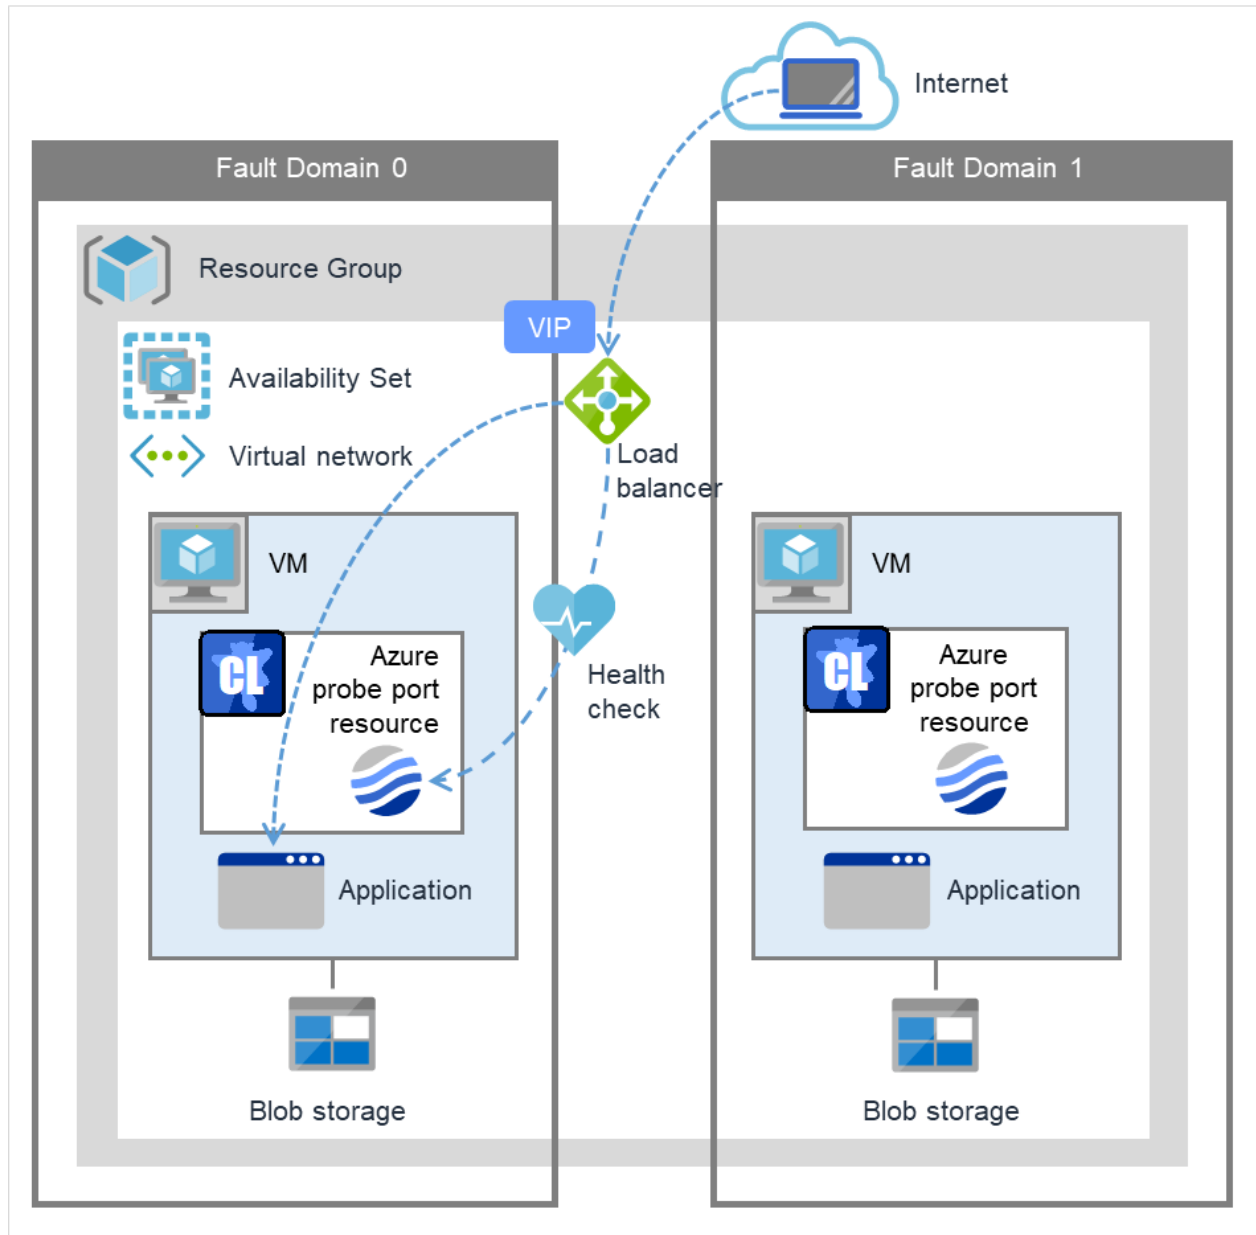 Internet
Fault Domain 0
Fault Domain 1
Resource Group
VIP
Availability Set
Virtual network
Load
balancer
VM
VM
CL
Azure
probe port
resource
CL
Azure
probe port
resource
Health
check
Application
Application
Blob storage
Blob storage